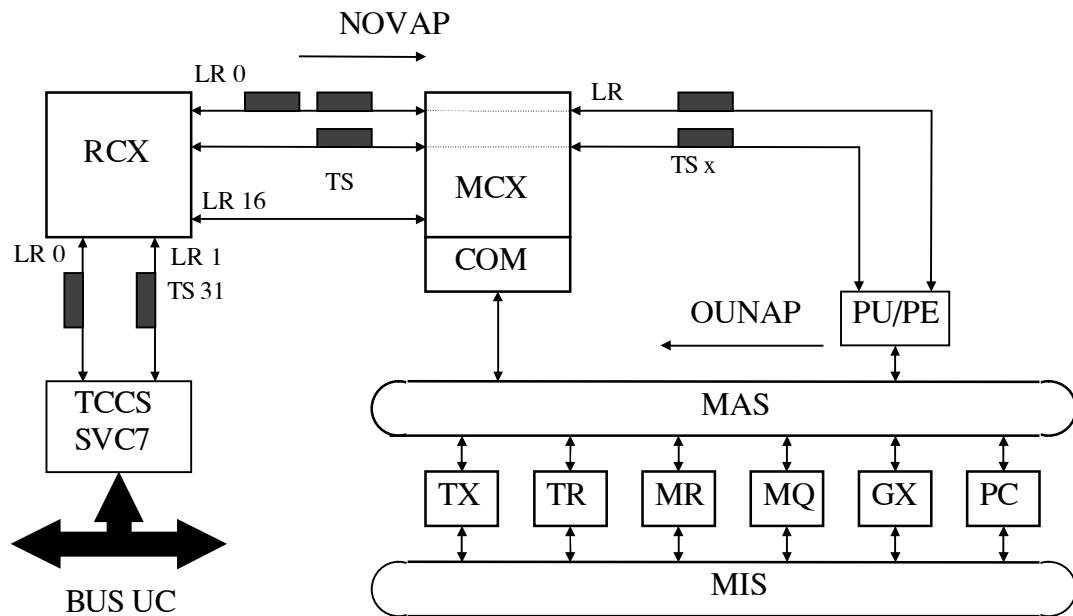 NOVAP
LR 0
LR
RCX
TS
MCX
TS x
LR 16
LR 0
LR 1
TS 31
COM
OUNAP
PU/PE
TCCS
SVC7
MAS
TX
TR
MR
MQ
GX
PC
MIS
BUS UC